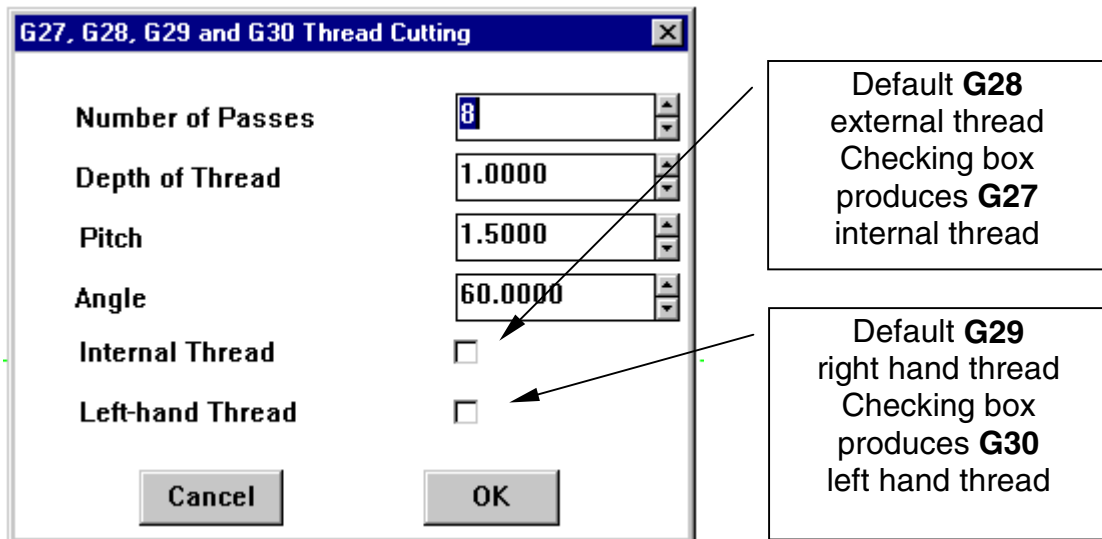 G27, G28, G29 and G30 Thread Cutting
Number of Passes
8
Depth of Thread
1.0000
Pitch
1.5000
Angle
60.0000
Internal Thread
Left-hand Thread
Cancel
OK
Default G28
external thread
Checking box
produces G27
internal thread
Default G29
right hand thread
Checking box
produces G30
left hand thread